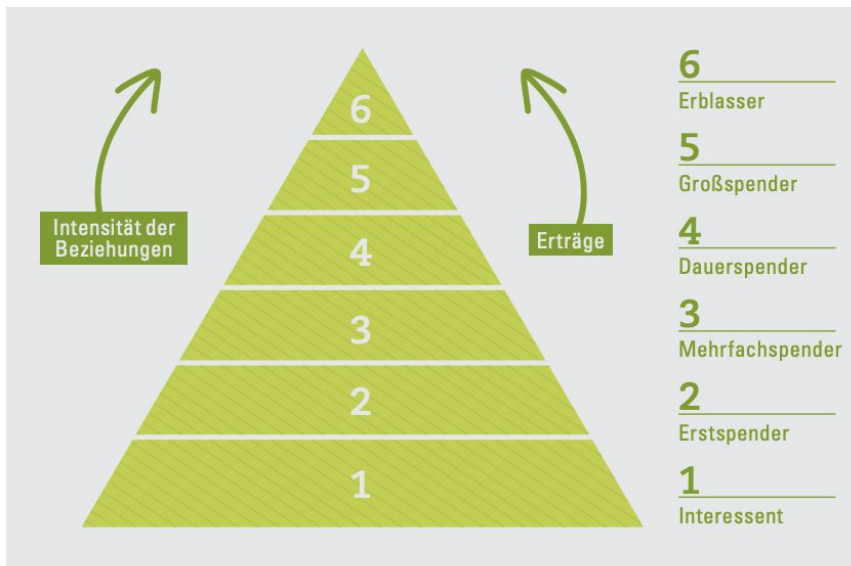 6
5
4
3
2
1
Intensität der
Beziehungen
Erträge
6
Erblasser
5
Großspender
4
Dauerspender
3
Mehrfachspender
2
Erstspender
1
Interessent